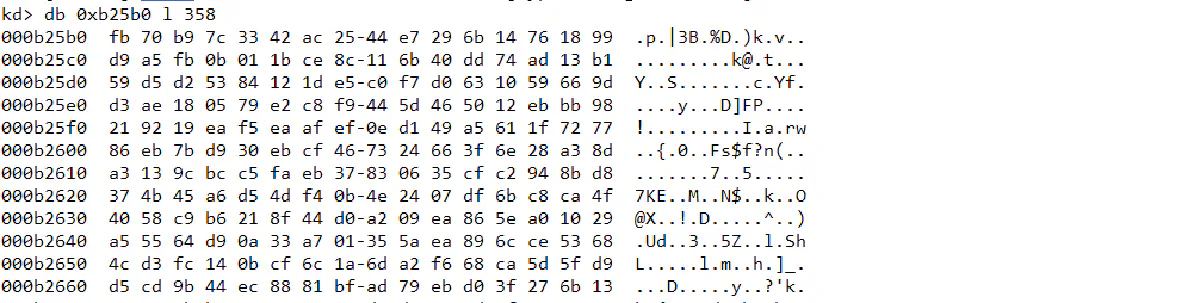 kd> db 0xb25b0 l 358
000b25b0  fb 70 b9 7c 33 42 ac 25-44 e7 29 6b 14 76 18 99  .p.|3B.%D.)k.v..
000b25c0  d9 a5 fb 0b 01 1b ce 8c-11 6b 40 dd 74 ad 13 b1  .........k@.t...
000b25d0  59 d5 d2 53 84 12 1d e5-c0 f7 d0 63 10 59 66 9d  Y..S.......c.Yf.
000b25e0  d3 ae 18 05 79 e2 c8 f9-44 5d 46 50 12 eb bb 98  ....y...D]FP....
000b25f0  21 92 19 ea f5 ea af ef-0e d1 49 a5 61 1f 72 77  !.........I.a.rw
000b2600  86 eb 7b d9 30 eb cf 46-73 24 66 3f 6e 28 a3 8d  ..{.0..Fs$f?n(..
000b2610  a3 13 9c bc c5 fa eb 37-83 06 35 cf c2 94 8b d8  .......7..5.....
000b2620  37 4b 45 a6 d5 4d f4 0b-4e 24 07 df 6b c8 ca 4f  7KE..M..N$..k..O
000b2630  40 58 c9 b6 21 8f 44 d0-a2 09 ea 86 5e a0 10 29  @X..!.D.....^..)
000b2640  a5 55 64 d9 0a 33 a7 01-35 5a ea 89 6c ce 53 68  .Ud..3..5Z..l.Sh
000b2650  4c d3 fc 14 0b cf 6c 1a-6d a2 f6 68 ca 5d 5f d9  L.....l.m..h.]_.
000b2660  d5 cd 9b 44 ec 88 81 bf-ad 79 eb d0 3f 27 6b 13  ...D.....y..?'k.